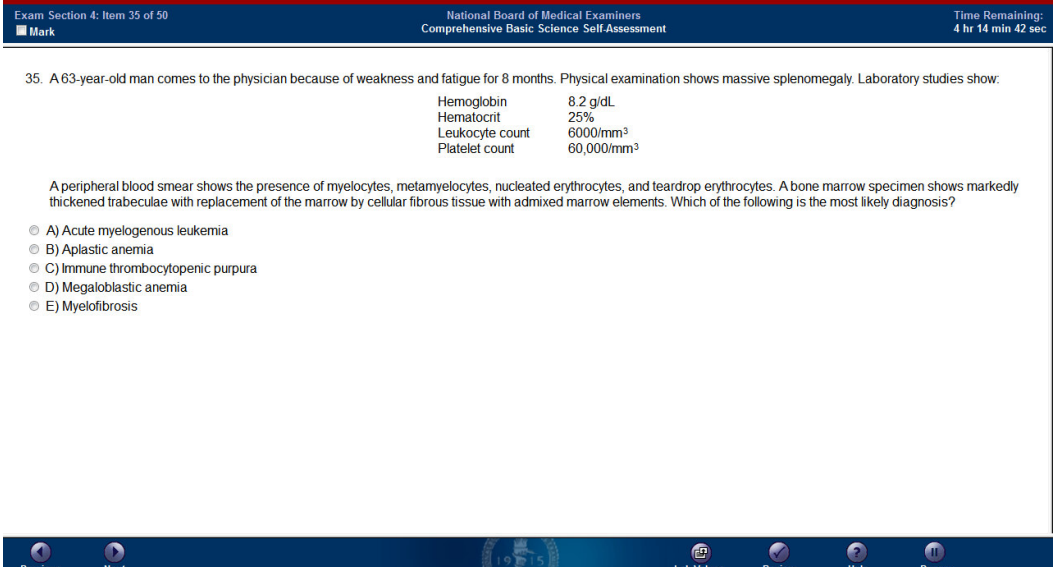 Exam Section 4: Item 35 of 50
National Board of Medical Examiners
Time Remaining:
Mark
Comprehensive Basic Science Self-Assessment
4 hr 14 min 42 sec
35. A 63-year-old man comes to the physician because of weakness and fatigue for 8 months. Physical examination shows massive splenomegaly. Laboratory studies show:
Hemoglobin 8.2 g/dL
Hematocrit 25%
Leukocyte count 6000/mm³
Platelet count 60,000/mm³
A peripheral blood smear shows the presence of myelocytes, metamyelocytes, nucleated erythrocytes, and teardrop erythrocytes. A bone marrow specimen shows markedly
thickened trabeculae with replacement of the marrow by cellular fibrous tissue with admixed marrow elements. Which of the following is the most likely diagnosis?
A) Acute myelogenous leukemia
B) Aplastic anemia
C) Immune thrombocytopenic purpura
D) Megaloblastic anemia
E) Myelofibrosis
1915